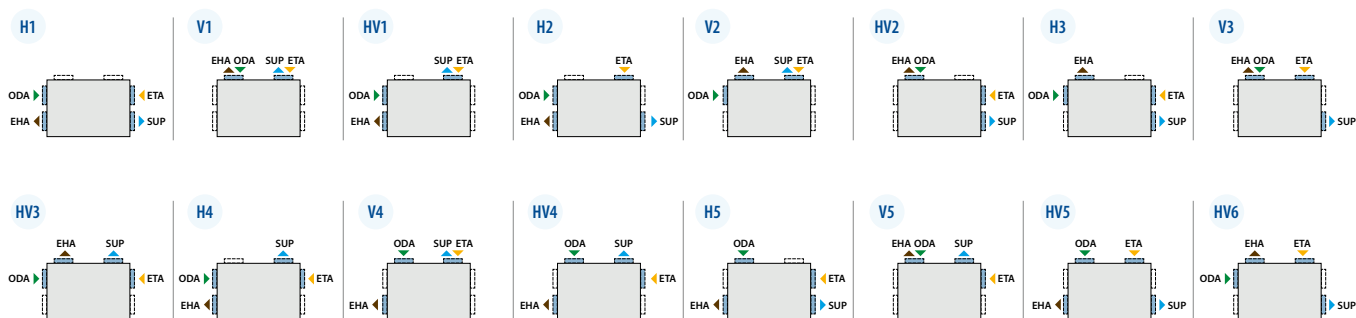 H1
V1
HV1
H2
V2
HV2
H3
V3
ODA
ETA
EHA
SUP
EHA ODA
SUP ETA
SUP ETA
ODA
EHA
ETA
ODA
EHA
SUP
EHA
SUP ETA
ODA
EHA ODA
ETA
SUP
EHA
ODA
ETA
SUP
EHA ODA
ETA
SUP
HV3
H4
V4
HV4
H5
V5
HV5
HV6
EHA
SUP
ODA
ETA
SUP
ODA
ETA
EHA
ODA
SUP ETA
EHA
ODA
SUP
ETA
EHA
ODA
ETA
EHA
SUP
EHA ODA
SUP
ETA
ODA
ETA
EHA
SUP
EHA
ETA
ODA
SUP